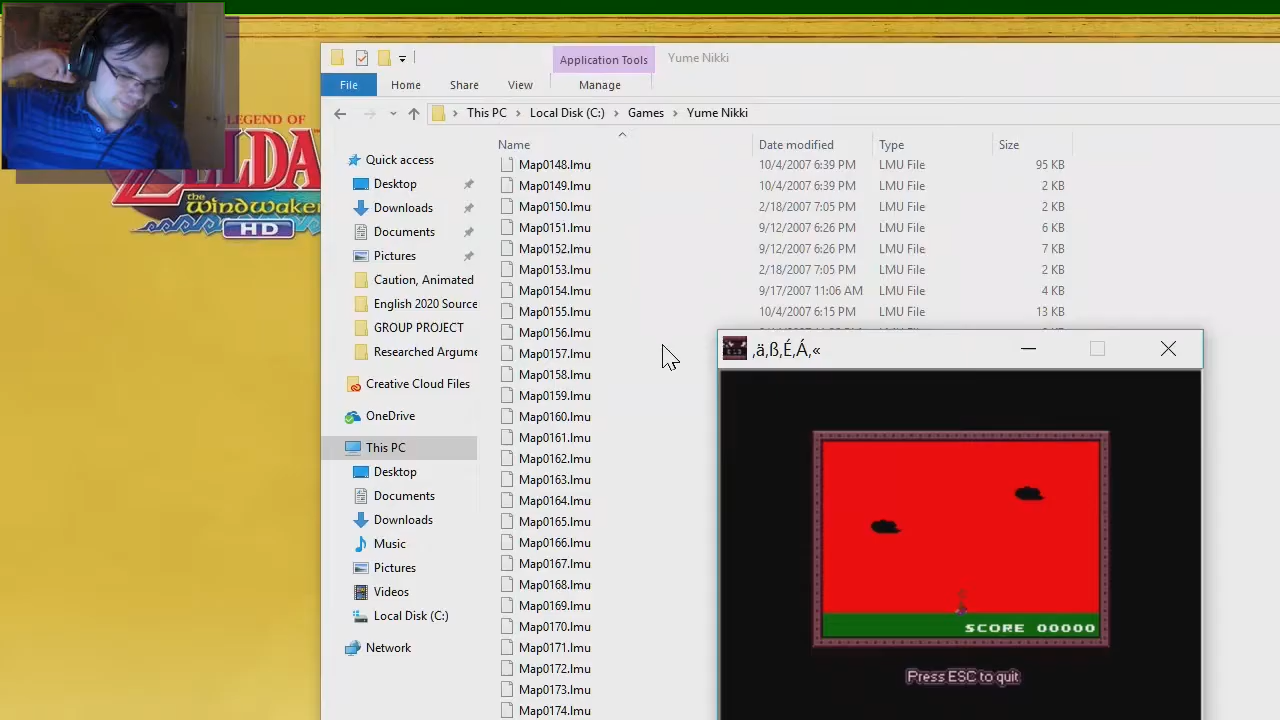 LEGEND OF
ZELDA
the
WindWaker
HD
Application Tools
Yume Nikki
File
Home
Share
View
Manage
This PC > Local Disk (C:) > Games > Yume Nikki
Quick access
Desktop
Downloads
Documents
Pictures
Caution, Animated
English 2020 Source
GROUP PROJECT
Researched Argume
Creative Cloud Files
OneDrive
This PC
Desktop
Documents
Downloads
Music
Pictures
Videos
Local Disk (C:)
Network
Name Date modified Type Size
Map0148.lmu 10/4/2007 6:39 PM LMU File 95 KB
Map0149.lmu 10/4/2007 6:39 PM LMU File 2 KB
Map0150.lmu 2/18/2007 7:05 PM LMU File 2 KB
Map0151.lmu 9/12/2007 6:26 PM LMU File 6 KB
Map0152.lmu 9/12/2007 6:26 PM LMU File 7 KB
Map0153.lmu 2/18/2007 7:05 PM LMU File 2 KB
Map0154.lmu 9/17/2007 11:06 AM LMU File 4 KB
Map0155.lmu 10/4/2007 6:15 PM LMU File 13 KB
Map0156.lmu
Map0157.lmu
Map0158.lmu
Map0159.lmu
Map0160.lmu
Map0161.lmu
Map0162.lmu
Map0163.lmu
Map0164.lmu
Map0165.lmu
Map0166.lmu
Map0167.lmu
Map0168.lmu
Map0169.lmu
Map0170.lmu
Map0171.lmu
Map0172.lmu
Map0173.lmu
Map0174.lmu
‚ä‚ß‚É‚Á‚«
SCORE 00000
Press ESC to quit